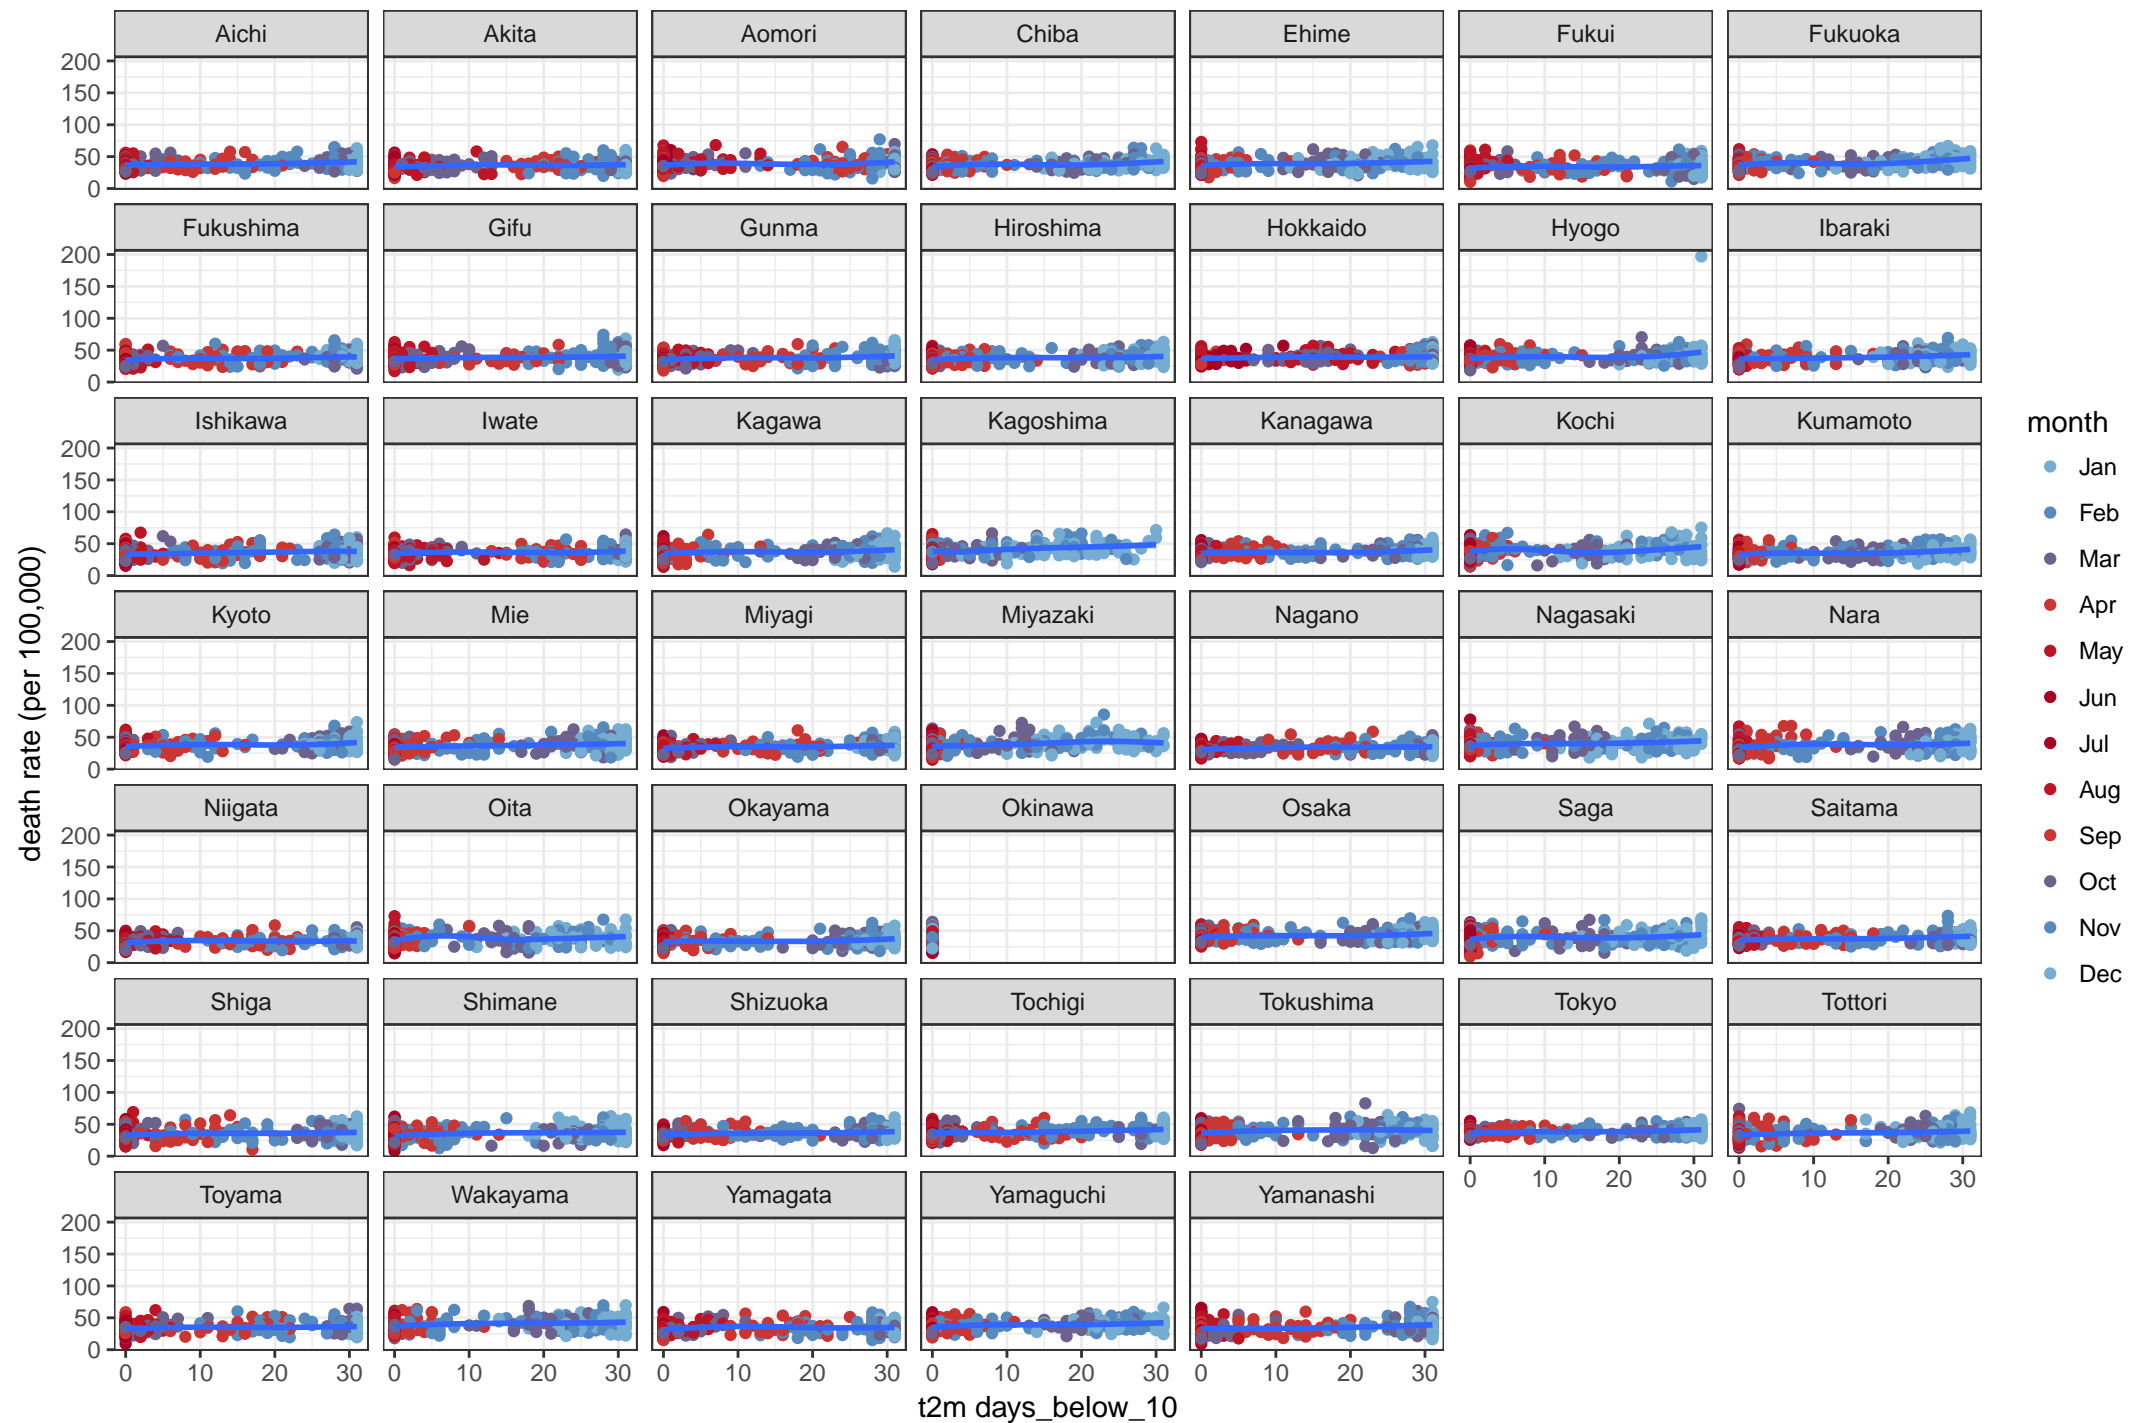 Aichi Akita Aomori Chiba Ehime Fukui Fukuoka
200
150
100
50
0
Fukushima Gifu Gunma Hiroshima Hokkaido Hyogo Ibaraki
200
150
100
50
0
Ishikawa Iwate Kagawa Kagoshima Kanagawa Kochi Kumamoto
200
150
100
50
0
Kyoto Mie Miyagi Miyazaki Nagano Nagasaki Nara
200
150
100
50
0
Niigata Oita Okayama Okinawa Osaka Saga Saitama
200
150
100
50
0
Shiga Shimane Shizuoka Tochigi Tokushima Tokyo Tottori
200
150
100
50
0
0 10 20 30 0 10 20 30
Toyama Wakayama Yamagata Yamaguchi Yamanashi
200
150
100
50
0
0 10 20 30 0 10 20 30 0 10 20 30 0 10 20 30 0 10 20 30
t2m days_below_10
death rate (per 100,000)
month
Jan
Feb
Mar
Apr
May
Jun
Jul
Aug
Sep
Oct
Nov
Dec